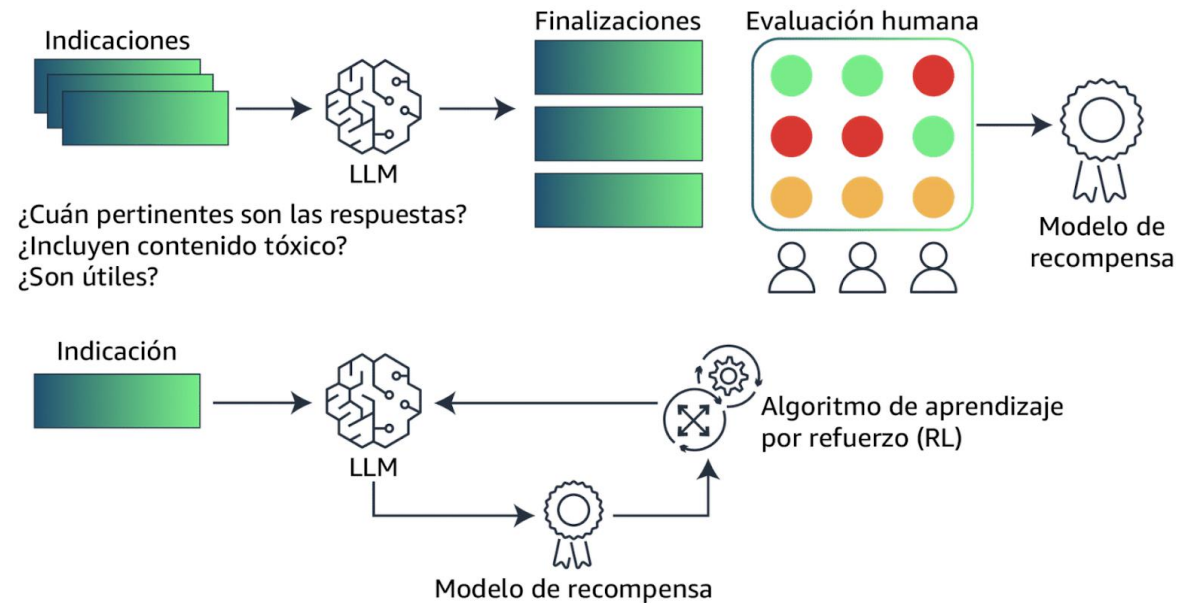 Indicaciones
LLM
Finalizaciones
Evaluación humana
Modelo de
recompensa
¿Cuán pertinentes son las respuestas?
¿Incluyen contenido tóxico?
¿Son útiles?
Indicación
LLM
Algoritmo de aprendizaje
por refuerzo (RL)
Modelo de recompensa